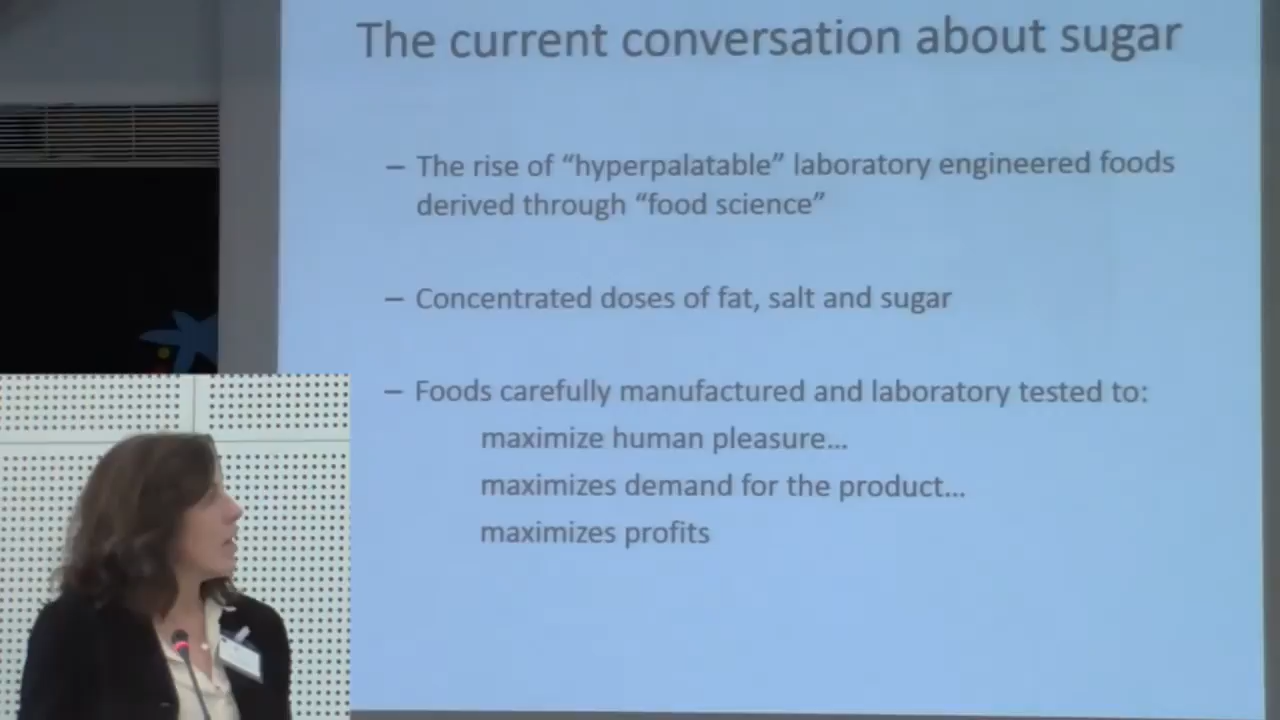 The current conversation about sugar
– The rise of “hyperpalatable” laboratory engineered foods
derived through “food science”
– Concentrated doses of fat, salt and sugar
– Foods carefully manufactured and laboratory tested to:
maximize human pleasure…
maximizes demand for the product…
maximizes profits